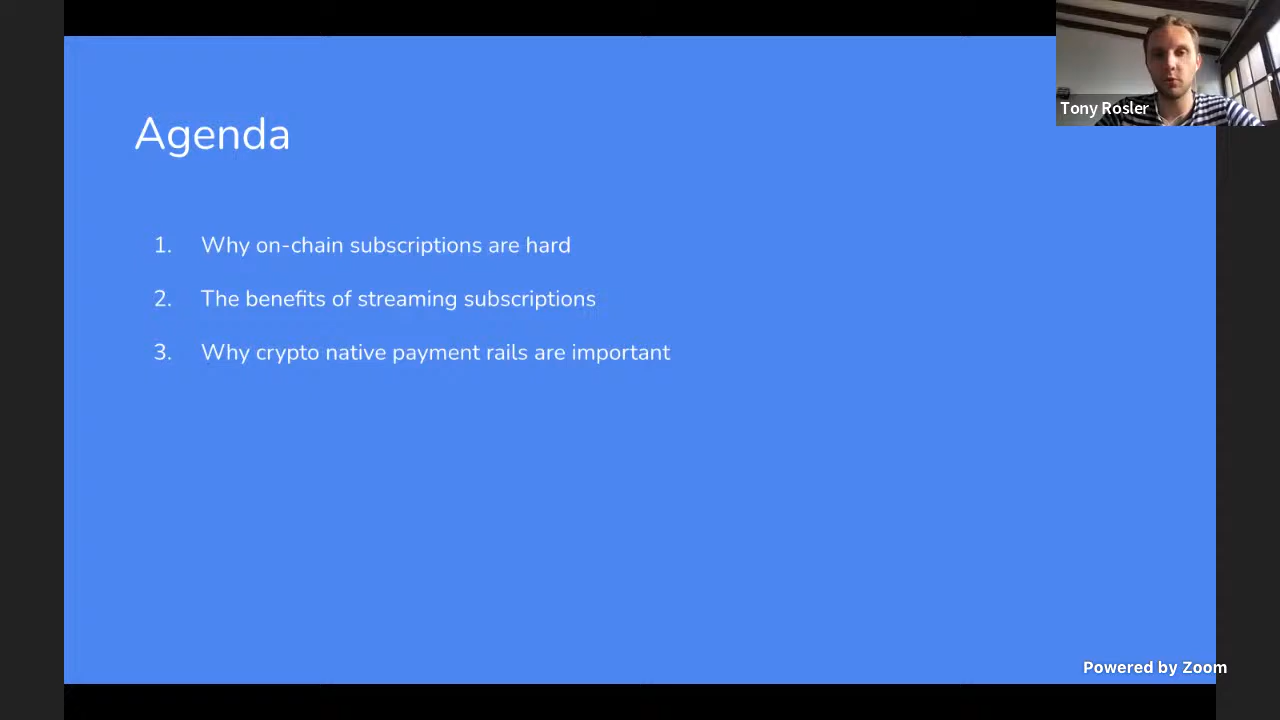 Agenda
1. Why on-chain subscriptions are hard
2. The benefits of streaming subscriptions
3. Why crypto native payment rails are important
Tony Rosler
Powered by Zoom